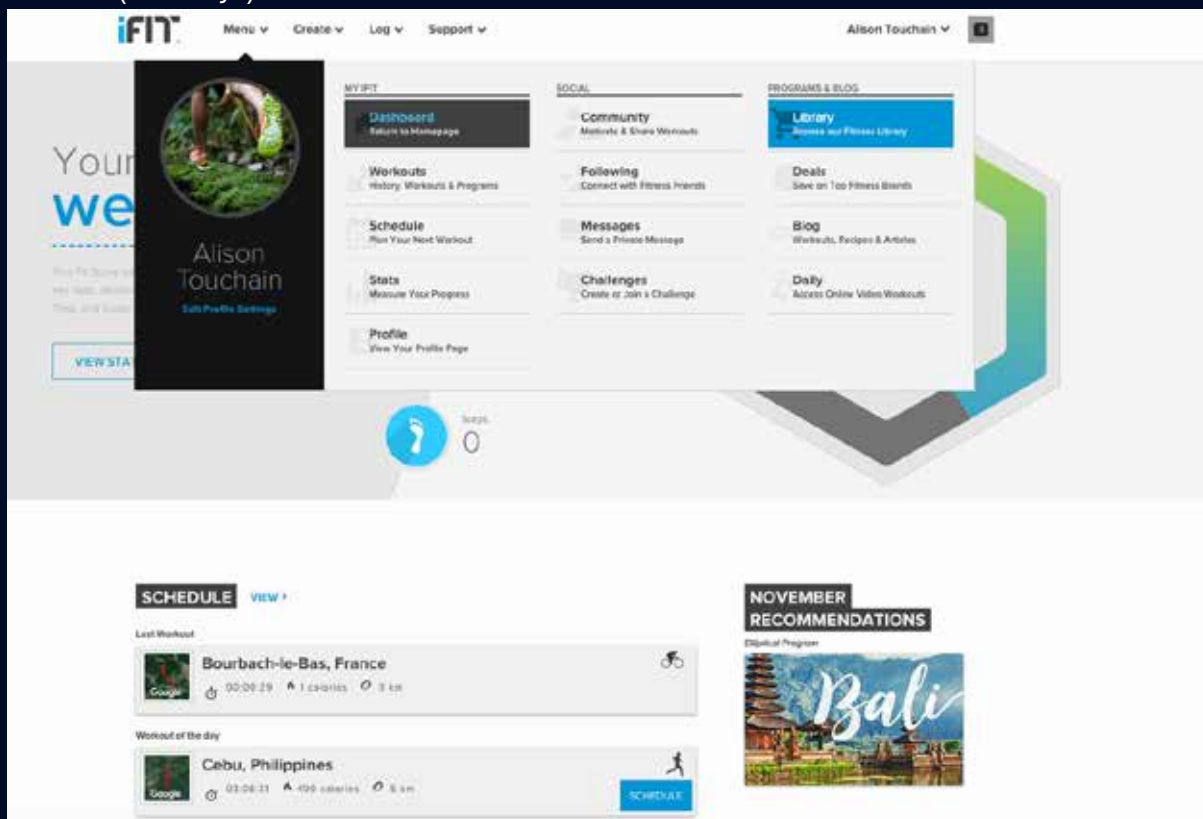 iFIT
Menu
Create
Log
Support
Alison Touchain
MY IFIT
SOCIAL
PROGRAMS & BLOG
Dashboard
Return to Homepage
Community
Motivate & Share Workouts
Library
Browse our Fitness Library
Workouts
History, Workouts & Programs
Following
Connect with Fitness Friends
Deals
Save on Top Fitness Brands
Schedule
Plan Your Next Workout
Messages
Send a Private Message
Blog
Workouts, Recipes & Articles
Stats
Measure Your Progress
Challenges
Create or Join a Challenge
Daily
Access Online Video Workouts
Profile
View Your Profile Page
Alison
Touchain
Edit Profile Settings
Your
we
VIEW STA
0
SCHEDULE
VIEW
Last Workout
Bourbach-le-Bas, France
Google
1 calories
km
Workout of the day
Cebu, Philippines
Google
calories
km
SCHEDULE
NOVEMBER
RECOMMENDATIONS
Elliptical Program
Bali